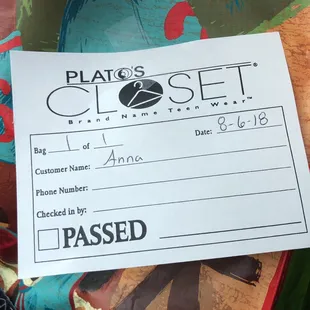 PLATO'S
CLOSET®
Brand Name Teen Wear™
Bag 1 of 1 Date: 8-6-18
Customer Name: Anna
Phone Number:
Checked in by:
PASSED